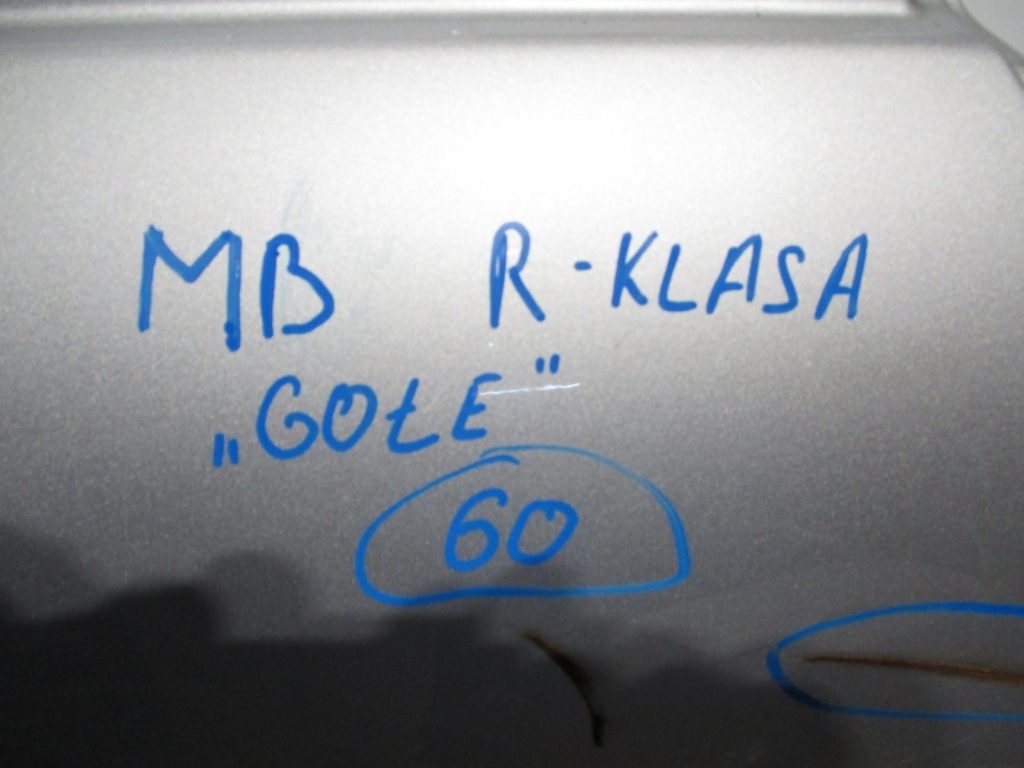 MB R-KLASA
„GOŁE"
60